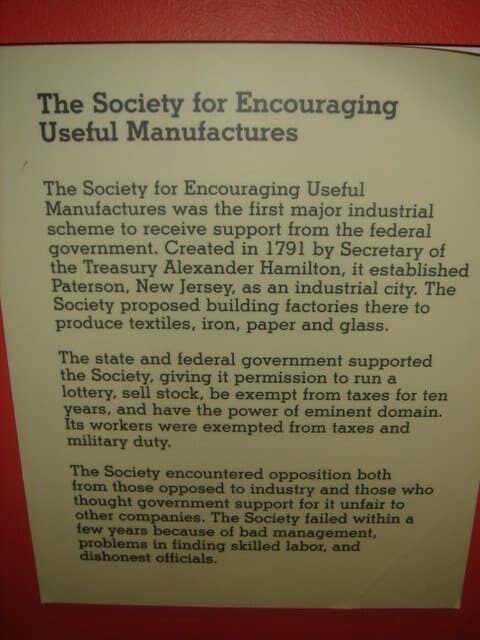 The Society for Encouraging
Useful Manufactures
The Society for Encouraging Useful
Manufactures was the first major industrial
scheme to receive support from the federal
government. Created in 1791 by Secretary of
the Treasury Alexander Hamilton, it established
Paterson, New Jersey, as an industrial city. The
Society proposed building factories there to
produce textiles, iron, paper and glass.
The state and federal government supported
the Society, giving it permission to run a
lottery, sell stock, be exempt from taxes for ten
years, and have the power of eminent domain.
Its workers were exempted from taxes and
military duty.
The Society encountered opposition both
from those opposed to industry and those who
thought government support for it unfair to
other companies. The Society failed within a
few years because of bad management,
problems in finding skilled labor, and
dishonest officials.